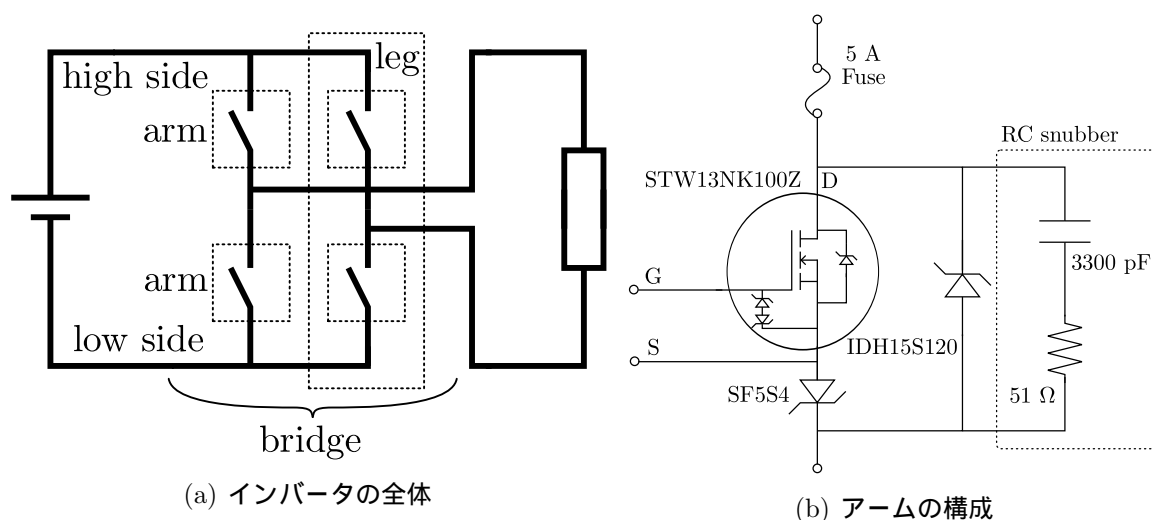 high side
leg
arm
arm
low side
bridge
(a) インバータの全体
5 A
Fuse
RC snubber
STW13NK100Z
D
G
3300 pF
S
IDH15S120
SF5S4
51 Ω
(b) アームの構成